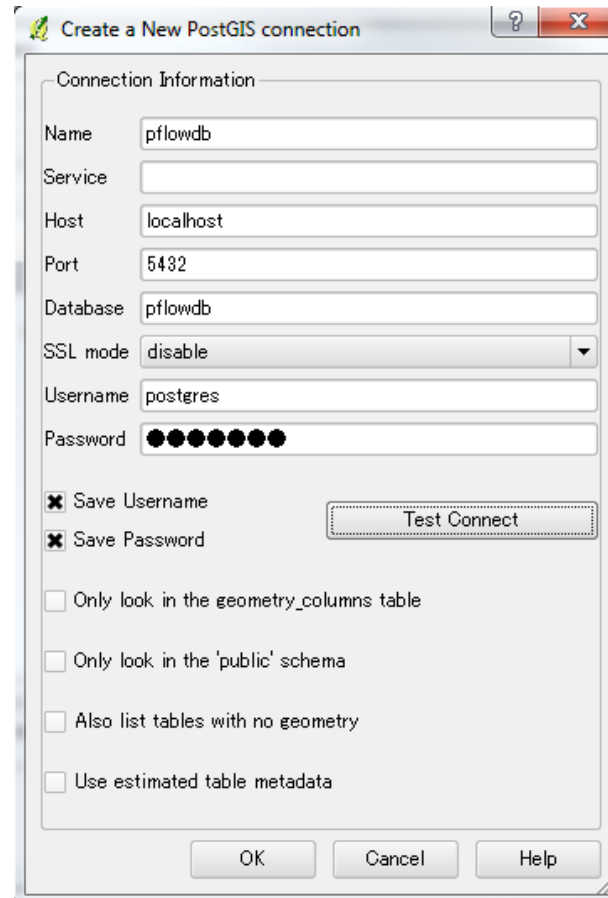 Create a New PostGIS connection
Connection Information
Name pflowdb
Service
Host localhost
Port 5432
Database pflowdb
SSL mode disable
Username postgres
Password ●●●●●●●
Save Username
Test Connect
Save Password
Only look in the geometry_columns table
Only look in the 'public' schema
Also list tables with no geometry
Use estimated table metadata
OK Cancel Help